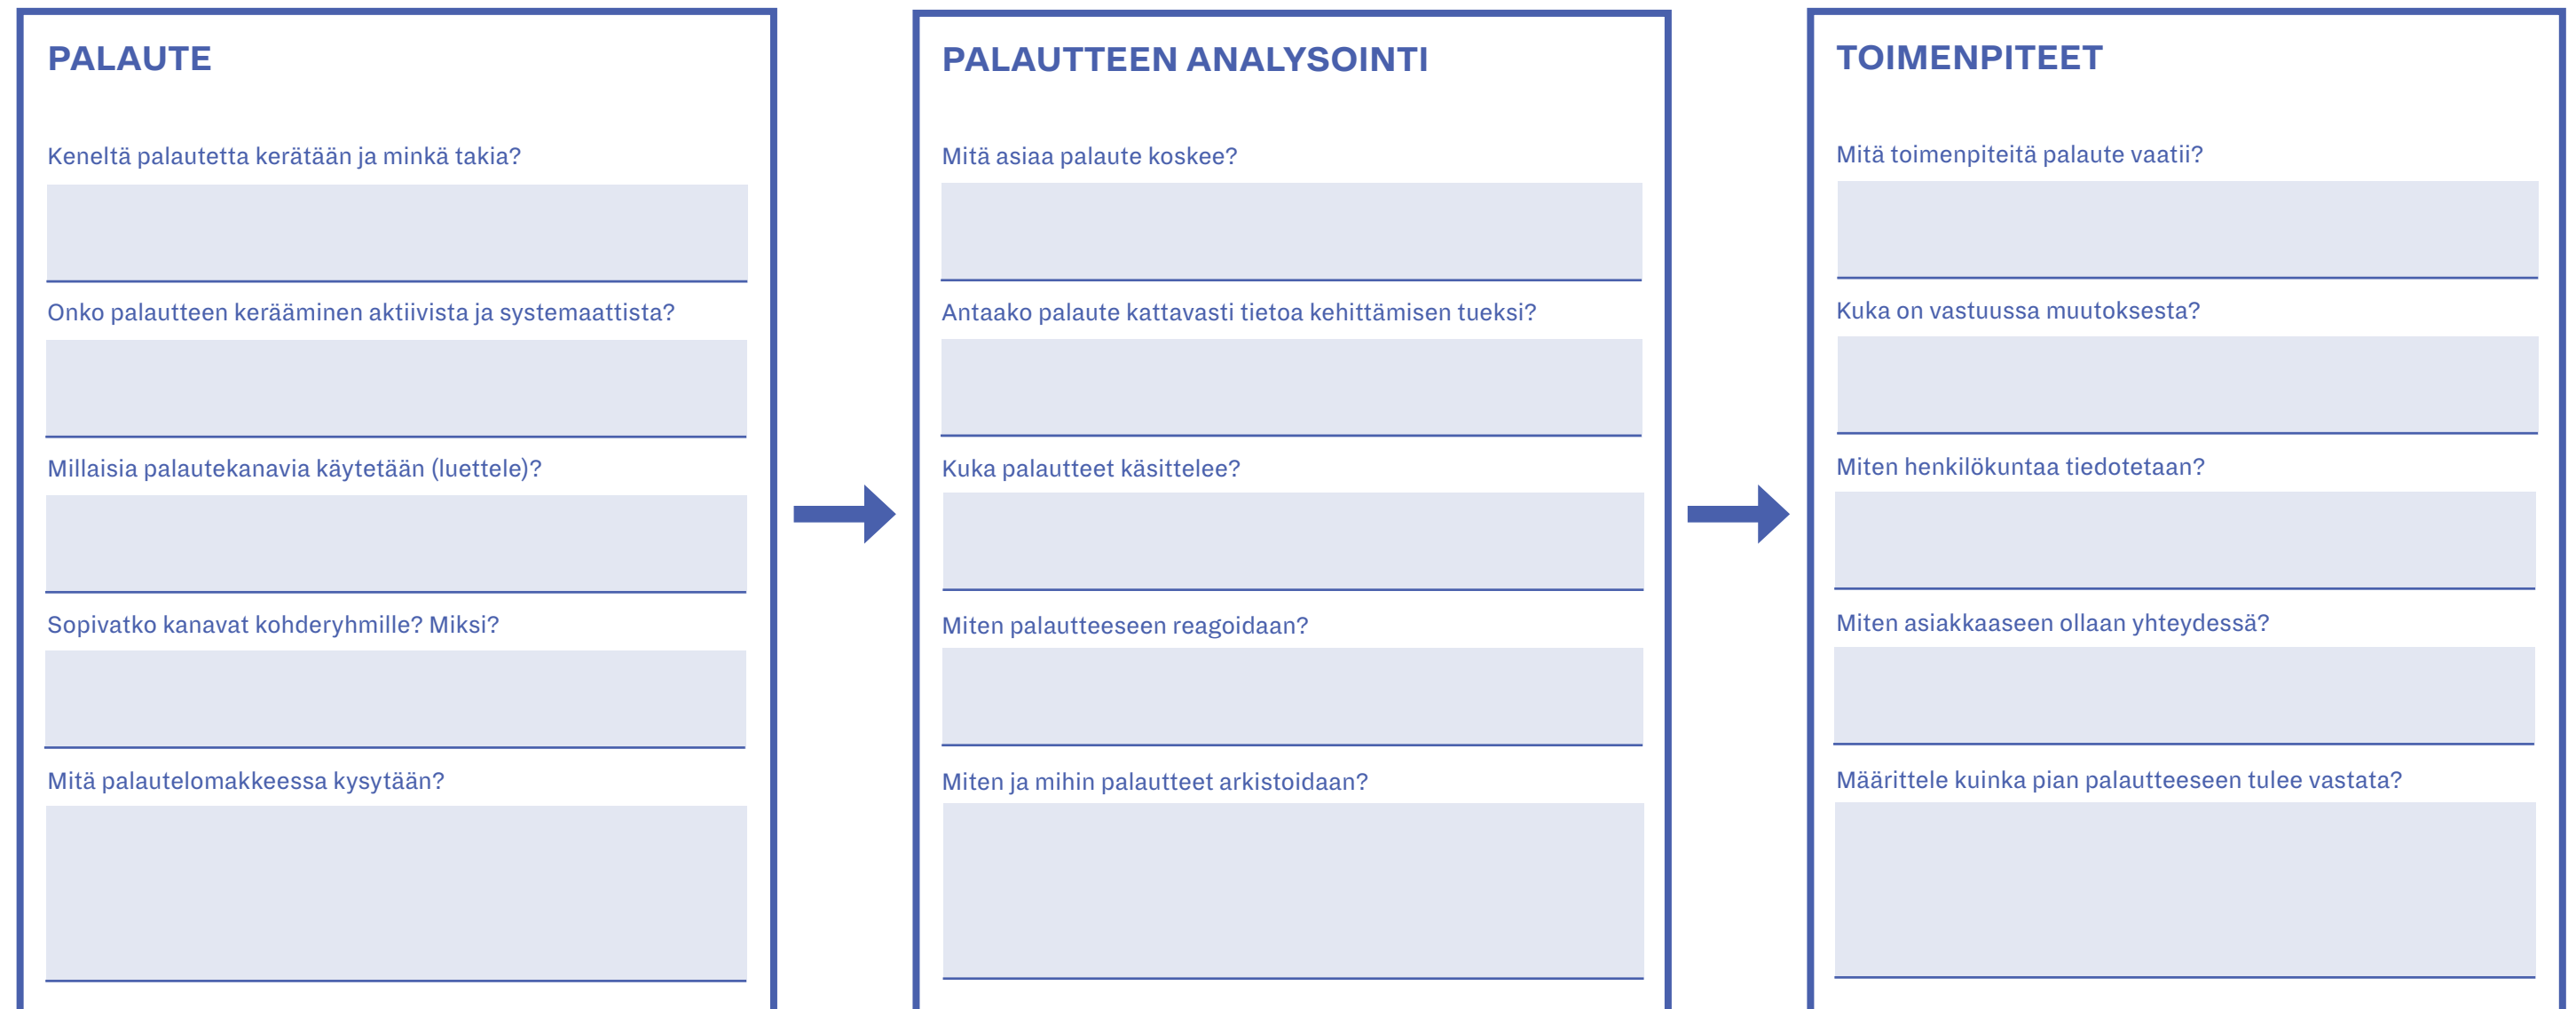 PALAUTE
Keneltä palautetta kerätään ja minkä takia?
Onko palautteen kerääminen aktiivista ja systemaattista?
Millaisia palautekanavia käytetään (luettele)?
Sopivatko kanavat kohderyhmille? Miksi?
Mitä palautelomakkeessa kysytään?
PALAUTTEEN ANALYSOINTI
Mitä asiaa palaute koskee?
Antaako palaute kattavasti tietoa kehittämisen tueksi?
Kuka palautteet käsittelee?
Miten palautteeseen reagoidaan?
Miten ja mihin palautteet arkistoidaan?
TOIMENPITEET
Mitä toimenpiteitä palaute vaatii?
Kuka on vastuussa muutoksesta?
Miten henkilökuntaa tiedotetaan?
Miten asiakkaaseen ollaan yhteydessä?
Määrittele kuinka pian palautteeseen tulee vastata?